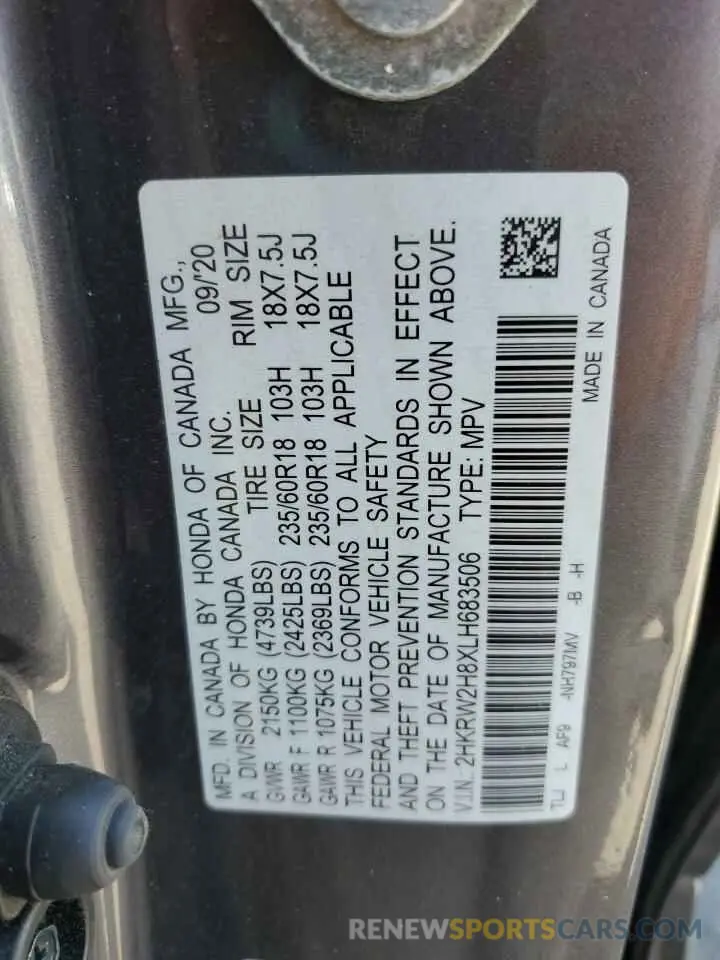 MFD. IN CANADA BY HONDA OF CANADA MFG.,
A DIVISION OF HONDA CANADA INC. 09/'20
GVWR 2150KG (4739LBS) TIRE SIZE RIM SIZE
GAWR F 1100KG (2425LBS) 235/60R18 103H 18X7.5J
GAWR R 1075KG (2369LBS) 235/60R18 103H 18X7.5J
THIS VEHICLE CONFORMS TO ALL APPLICABLE
FEDERAL MOTOR VEHICLE SAFETY
AND THEFT PREVENTION STANDARDS IN EFFECT
ON THE DATE OF MANUFACTURE SHOWN ABOVE.
V.I.N.: 2HKRW2H8XLH683506 TYPE: MPV
TLJ L AF9 -NH797MV -B -H MADE IN CANADA
RENEWSPORTSCARS.COM